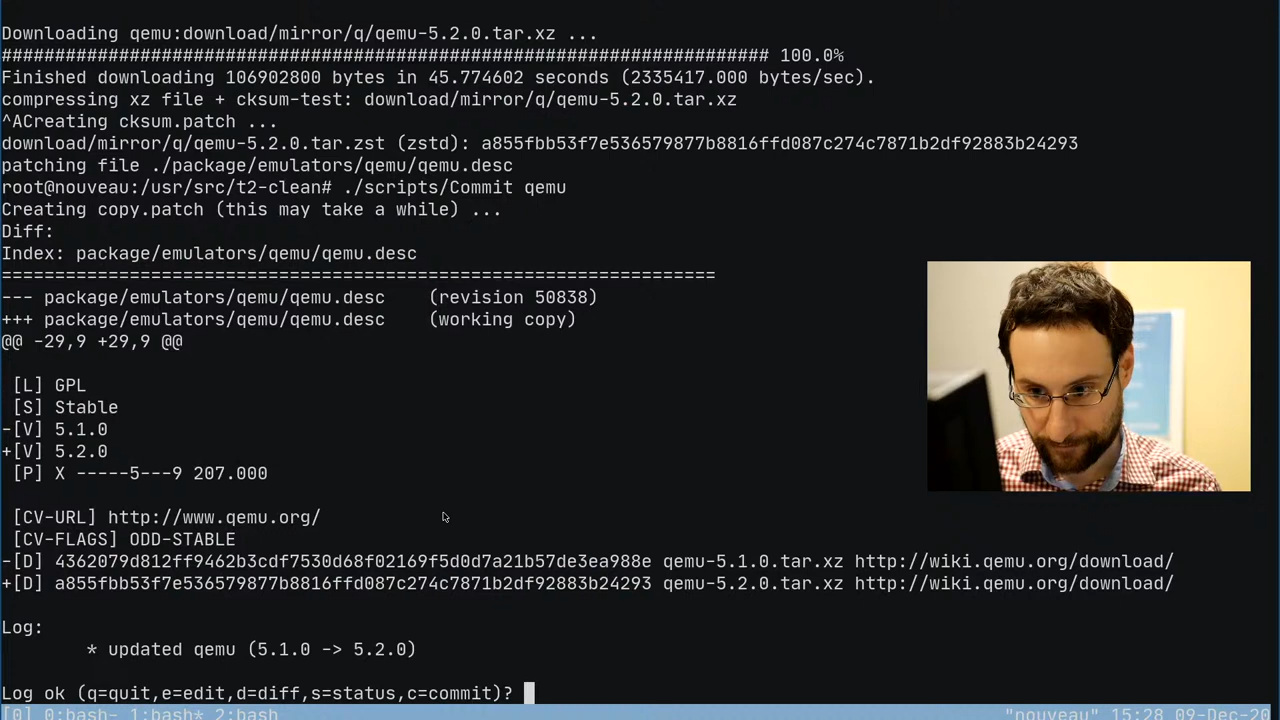 Downloading qemu:download/mirror/q/qemu-5.2.0.tar.xz ...
######################################################################## 100.0%
Finished downloading 106902800 bytes in 45.774602 seconds (2335417.000 bytes/sec).
compressing xz file + cksum-test: download/mirror/q/qemu-5.2.0.tar.xz
^ACreating cksum.patch ...
download/mirror/q/qemu-5.2.0.tar.zst (zstd): a855fbb53f7e536579877b8816ffd087c274c7871b2df92883b24293
patching file ./package/emulators/qemu/qemu.desc
root@nouveau:/usr/src/t2-clean# ./scripts/Commit qemu
Creating copy.patch (this may take a while) ...
Diff:
Index: package/emulators/qemu/qemu.desc
===================================================================
--- package/emulators/qemu/qemu.desc    (revision 50838)
+++ package/emulators/qemu/qemu.desc    (working copy)
@@ -29,9 +29,9 @@
[L] GPL
[S] Stable
-[V] 5.1.0
+[V] 5.2.0
[P] X -----5---9 207.000
[CV-URL] http://www.qemu.org/
[CV-FLAGS] ODD-STABLE
-[D] 4362079d812ff9462b3cdf7530d68f02169f5d0d7a21b57de3ea988e qemu-5.1.0.tar.xz http://wiki.qemu.org/download/
+[D] a855fbb53f7e536579877b8816ffd087c274c7871b2df92883b24293 qemu-5.2.0.tar.xz http://wiki.qemu.org/download/
Log:
* updated qemu (5.1.0 -> 5.2.0)
Log ok (q=quit,e=edit,d=diff,s=status,c=commit)?
[0] 0:bash- 1:bash* 2:bash "nouveau" 15:28 09-Dec-20